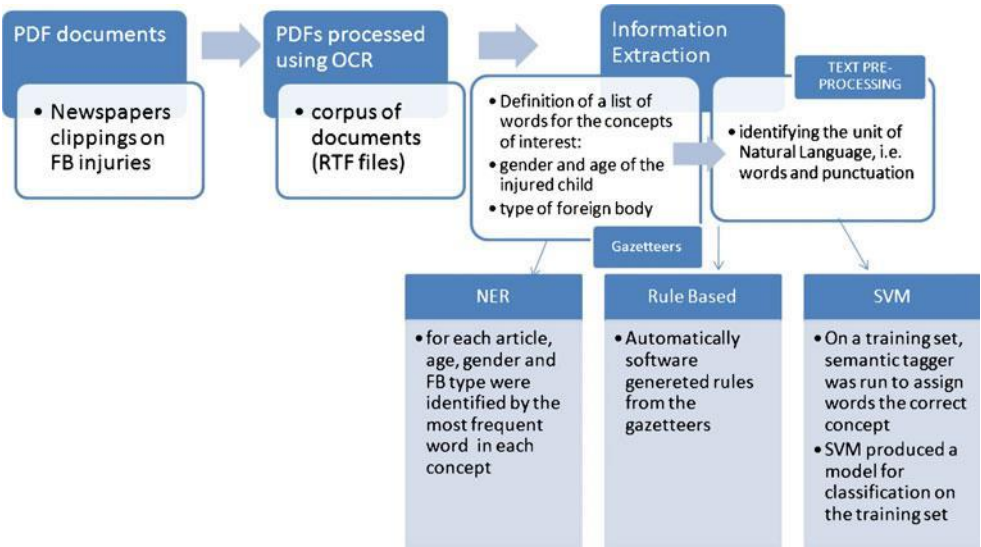 PDF documents
• Newspapers
clippings on
FB injuries
PDFs processed
using OCR
• corpus of
documents
(RTF files)
Information
Extraction
• Definition of a list of
words for the concepts
of interest:
• gender and age of the
injured child
• type of foreign body
Gazetteers
TEXT PRE-
PROCESSING
• identifying the unit of
Natural Language, i.e.
words and punctuation
NER
• for each article,
age, gender and
FB type were
identified by the
most frequent
word in each
concept
Rule Based
• Automatically
software
genereted rules
from the
gazetteers
SVM
• On a training set,
semantic tagger
was run to assign
words the correct
concept
• SVM produced a
model for
classification on
the training set